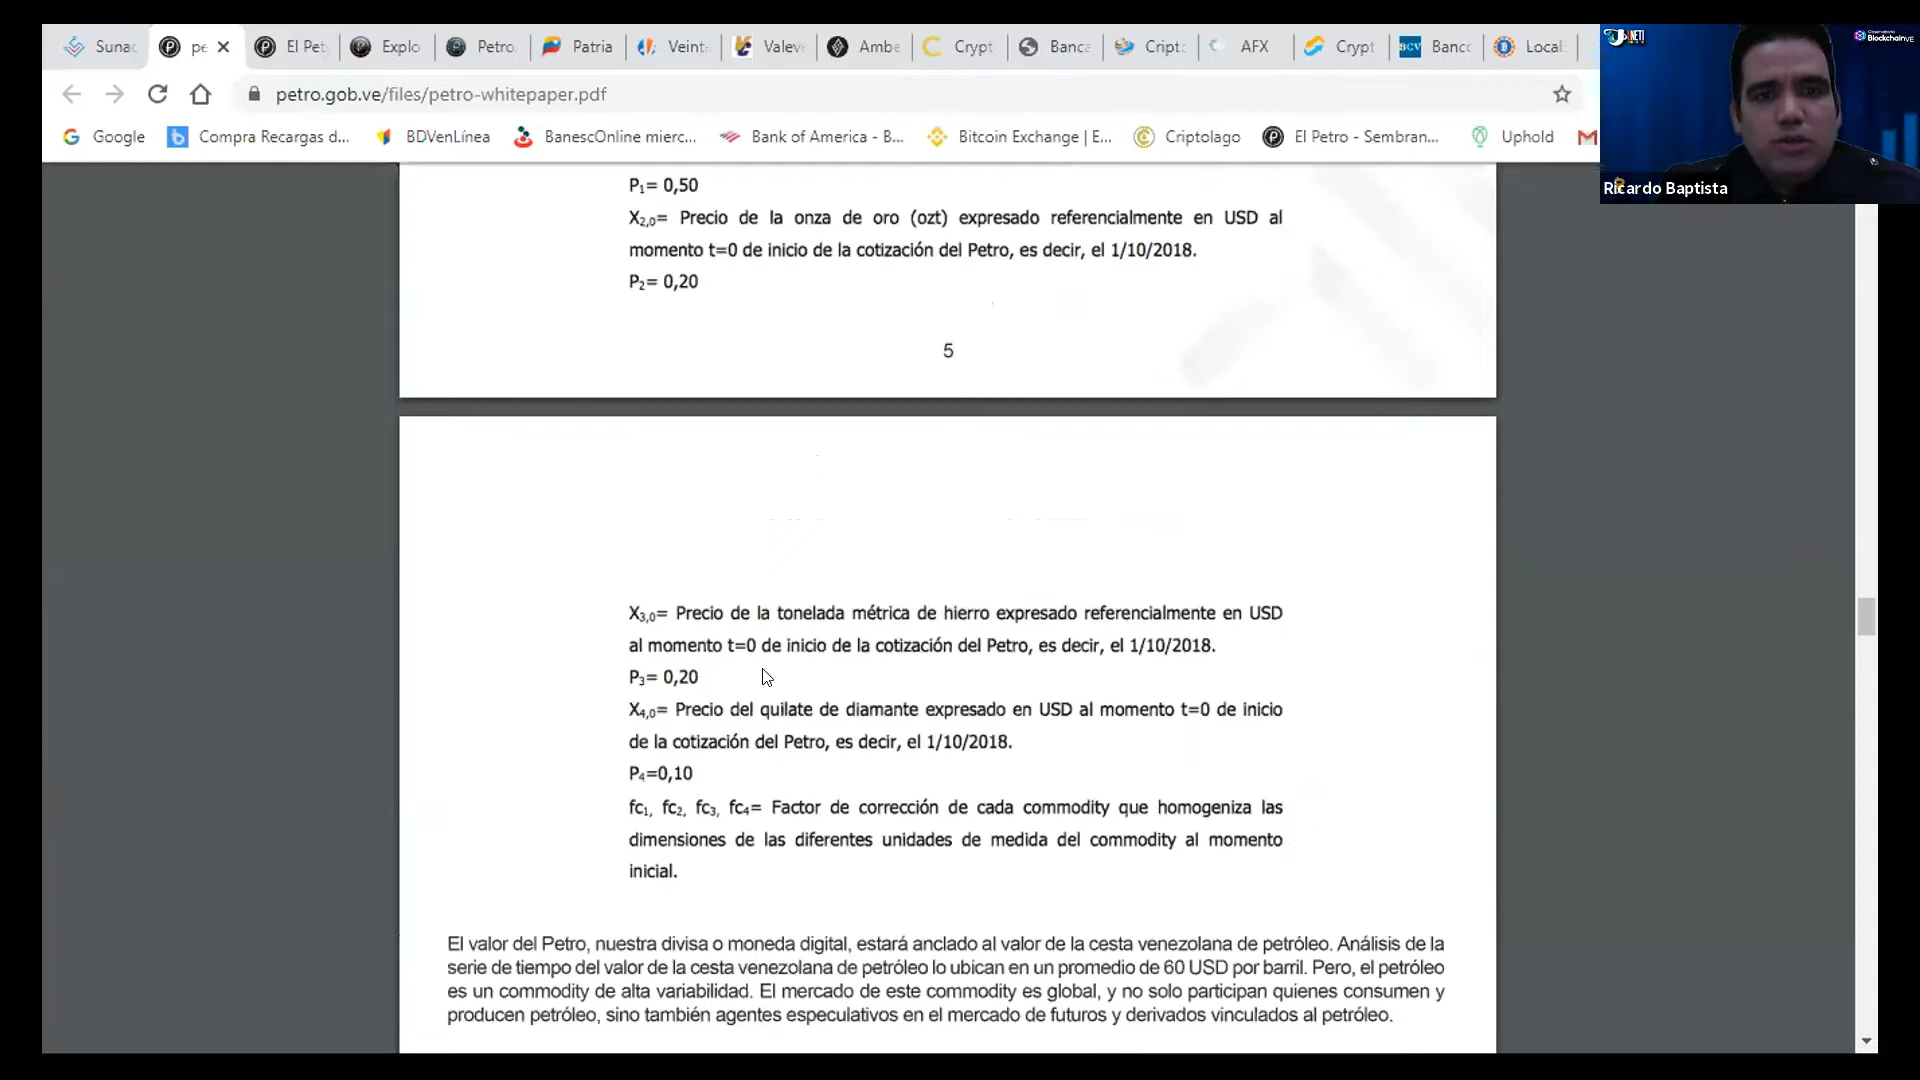 Sunac
pe
El Pet
Explo
Petro
Patria
Veint
Valev
Ambe
Crypt
Banca
Cripto
AFX
Crypt
BCV
Banco
Local
petro.gob.ve/files/petro-whitepaper.pdf
Google
Compra Recargas d...
BDVenLínea
BanescOnline mierc...
Bank of America - B...
Bitcoin Exchange | E...
Criptolago
El Petro - Sembran...
Uphold
BlockchainVE
Ricardo Baptista
P1= 0,50
X2,0= Precio de la onza de oro (ozt) expresado referencialmente en USD al
momento t=0 de inicio de la cotización del Petro, es decir, el 1/10/2018.
P2= 0,20
5
X3,0= Precio de la tonelada métrica de hierro expresado referencialmente en USD
al momento t=0 de inicio de la cotización del Petro, es decir, el 1/10/2018.
P3= 0,20
X4,0= Precio del quilate de diamante expresado en USD al momento t=0 de inicio
de la cotización del Petro, es decir, el 1/10/2018.
P4=0,10
fc1, fc2, fc3, fc4= Factor de corrección de cada commodity que homogeniza las
dimensiones de las diferentes unidades de medida del commodity al momento
inicial.
El valor del Petro, nuestra divisa o moneda digital, estará anclado al valor de la cesta venezolana de petróleo. Análisis de la
serie de tiempo del valor de la cesta venezolana de petróleo lo ubican en un promedio de 60 USD por barril. Pero, el petróleo
es un commodity de alta variabilidad. El mercado de este commodity es global, y no solo participan quienes consumen y
producen petróleo, sino también agentes especulativos en el mercado de futuros y derivados vinculados al petróleo.